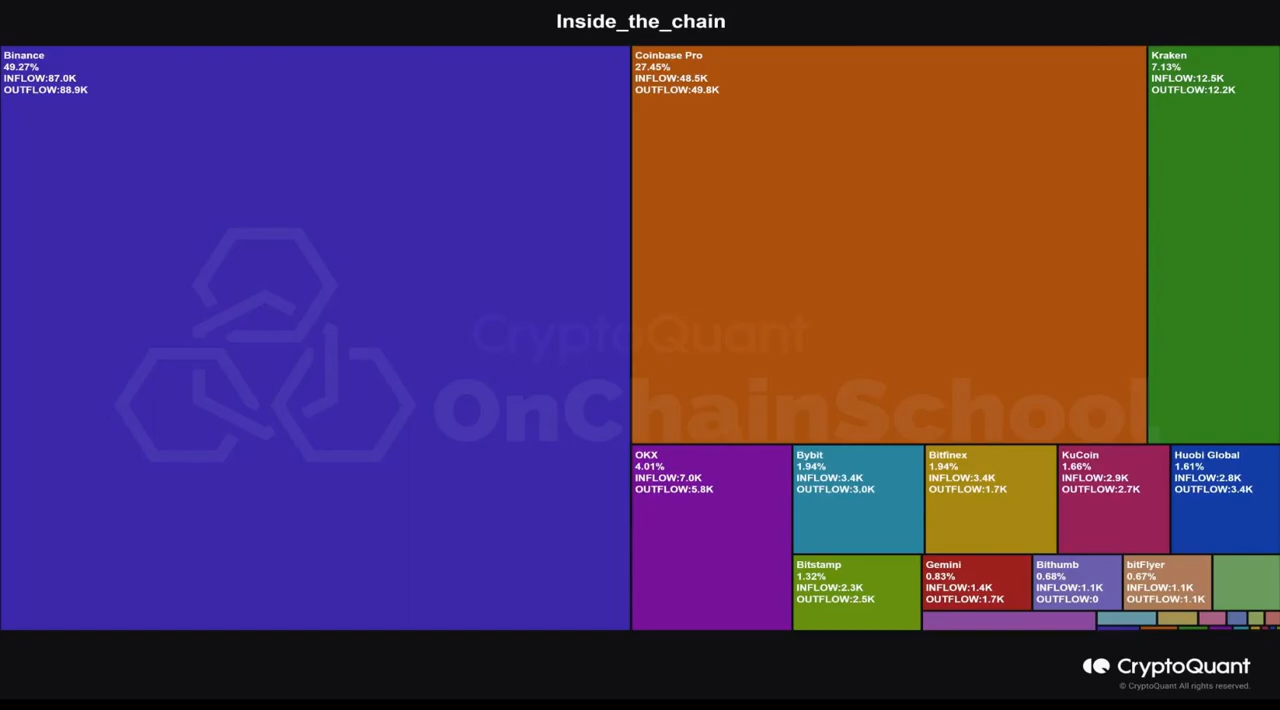 Inside_the_chain
Binance
49.27%
INFLOW:87.0K
OUTFLOW:88.9K
Coinbase Pro
27.45%
INFLOW:48.5K
OUTFLOW:49.8K
Kraken
7.13%
INFLOW:12.5K
OUTFLOW:12.2K
CryptoQuant
OnChainSchool.
OKX
4.01%
INFLOW:7.0K
OUTFLOW:5.8K
Bybit
1.94%
INFLOW:3.4K
OUTFLOW:3.0K
Bitfinex
1.94%
INFLOW:3.4K
OUTFLOW:1.7K
KuCoin
1.66%
INFLOW:2.9K
OUTFLOW:2.7K
Huobi Global
1.61%
INFLOW:2.8K
OUTFLOW:3.4K
Bitstamp
1.32%
INFLOW:2.3K
OUTFLOW:2.5K
Gemini
0.83%
INFLOW:1.4K
OUTFLOW:1.7K
Bithumb
0.68%
INFLOW:1.1K
OUTFLOW:0
bitFlyer
0.67%
INFLOW:1.1K
OUTFLOW:1.1K
CryptoQuant
© CryptoQuant All rights reserved.